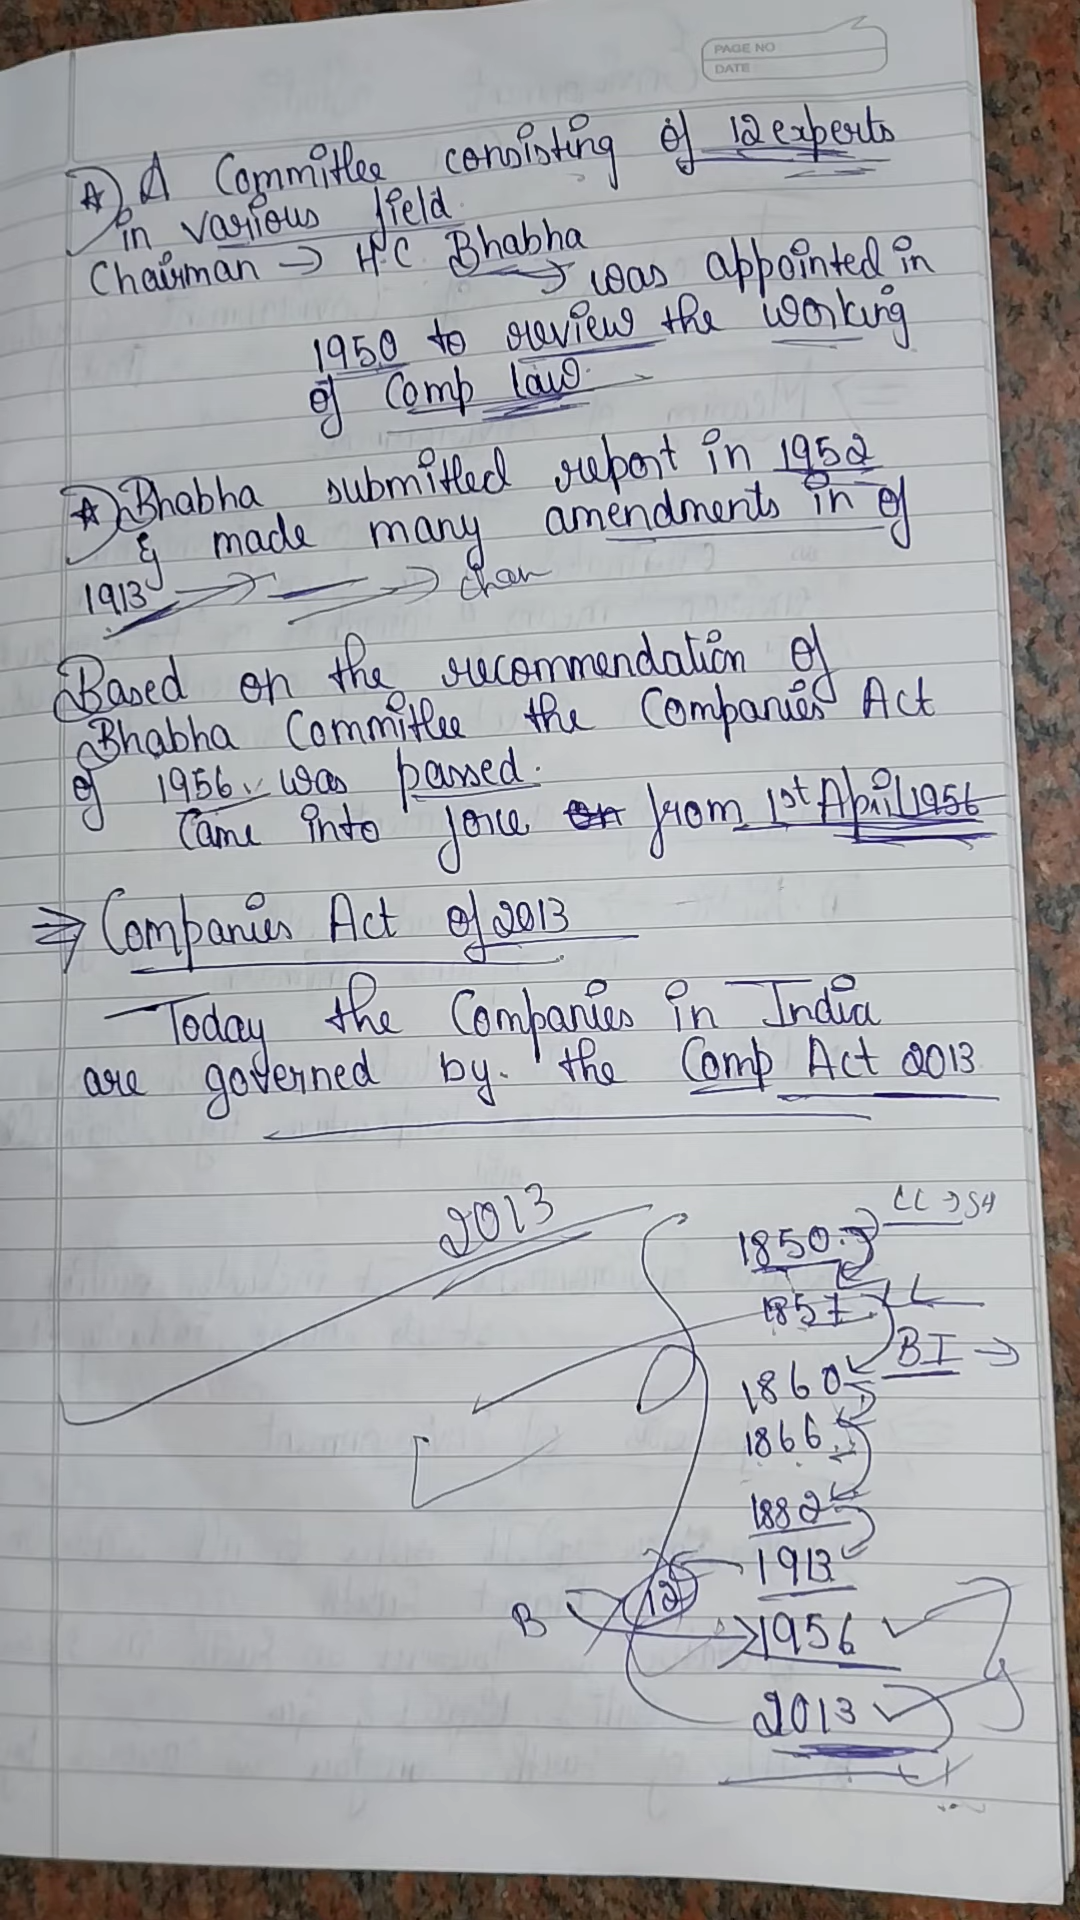 PAGE NO
DATE
A Committee consisting of 12 experts
in various field.
Chairman → H.C. Bhabha
→ was appointed in
1950 to review the working
of Comp law.
Bhabha submitted report in 1952
& made many amendments in of
1913
Based on the recommendation of
Bhabha Committee the Companies Act
of 1956 was passed.
Came into force from 1st April 1956
⇒ Companies Act of 2013
Today the Companies in India
are governed by the Comp Act 2013
2013
1850
1857 LL
BI →
1860
1866
1882
1913
12
B
1956
2013